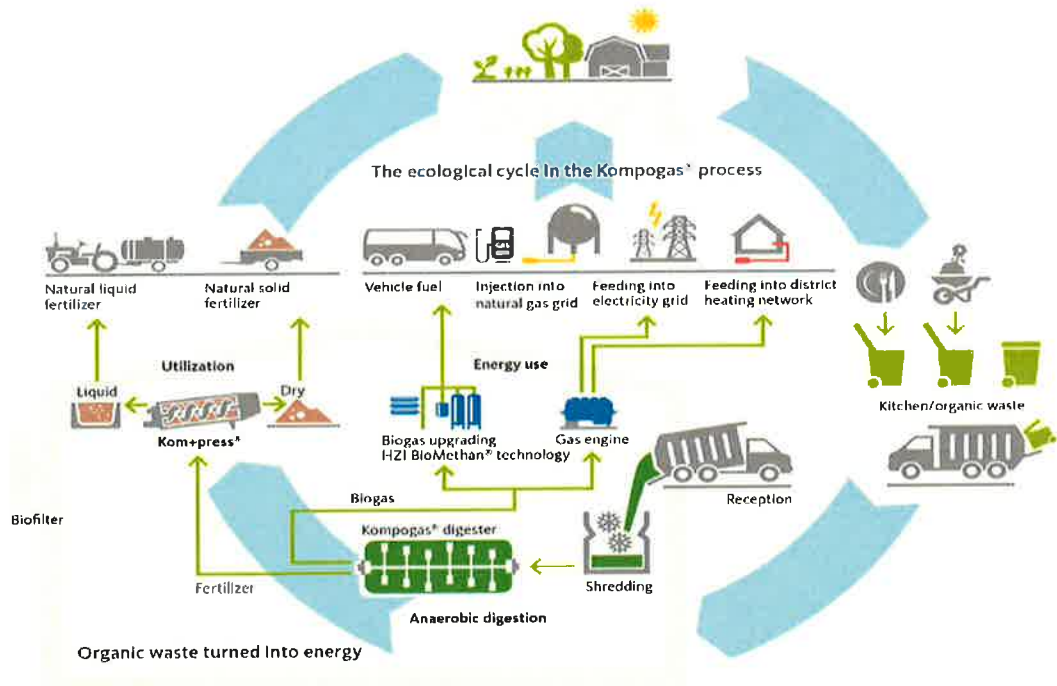 The ecological cycle in the Kompogas® process
Natural liquid
fertilizer
Natural solid
fertilizer
Vehicle fuel
Injection into
natural gas grid
Feeding into
electricity grid
Feeding into district
heating network
Utilization
Energy use
Liquid
Dry
Kom+press®
Biogas upgrading
HZI BioMethan® technology
Gas engine
Kitchen/organic waste
Reception
Biogas
Biofilter
Kompogas® digester
Shredding
Fertilizer
Anaerobic digestion
Organic waste turned into energy